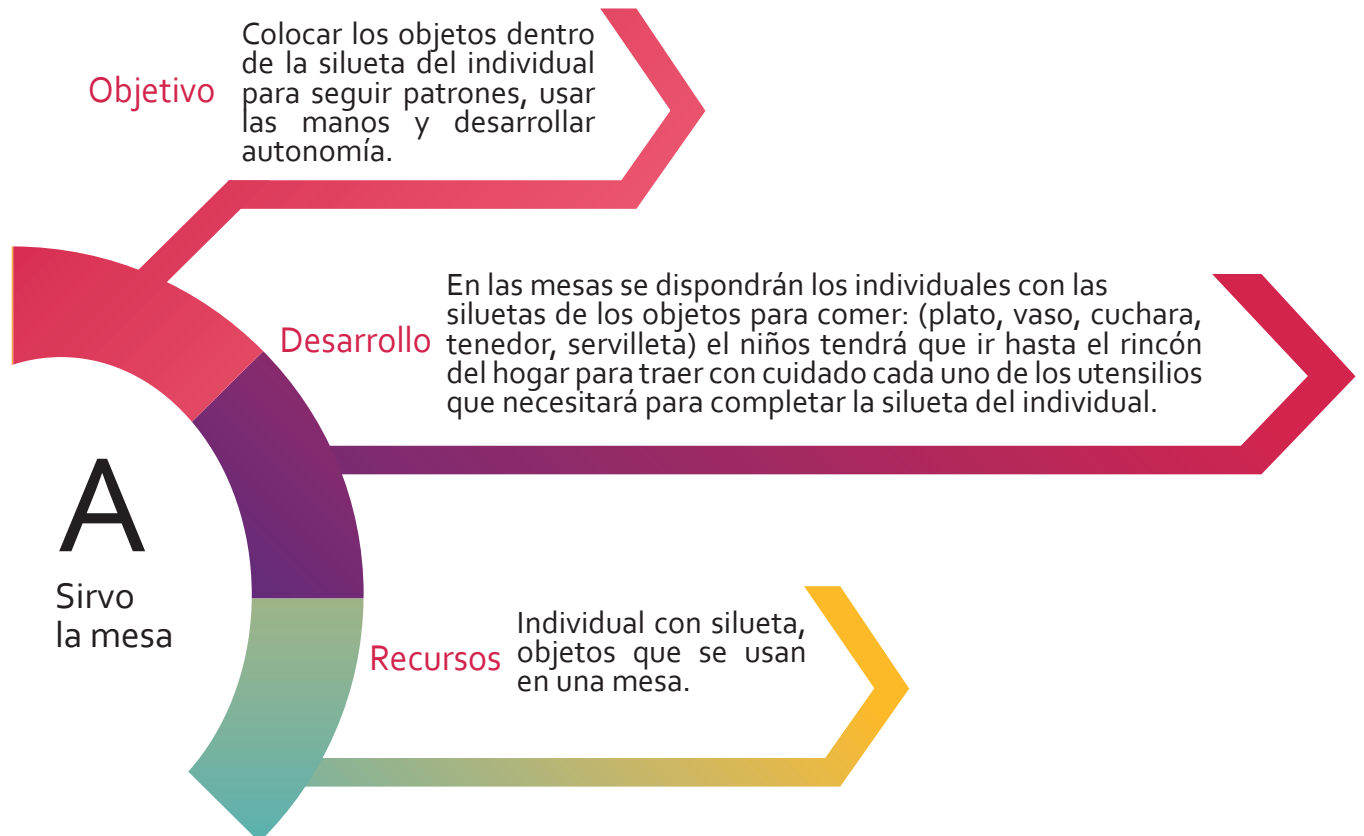 Objetivo
Colocar los objetos dentro
de la silueta del individual
para seguir patrones, usar
las manos y desarrollar
autonomía.
Desarrollo
En las mesas se dispondrán los individuales con las
siluetas de los objetos para comer: (plato, vaso, cuchara,
tenedor, servilleta) el niños tendrá que ir hasta el rincón
del hogar para traer con cuidado cada uno de los utensilios
que necesitará para completar la silueta del individual.
A
Sirvo
la mesa
Recursos
Individual con silueta,
objetos que se usan
en una mesa.